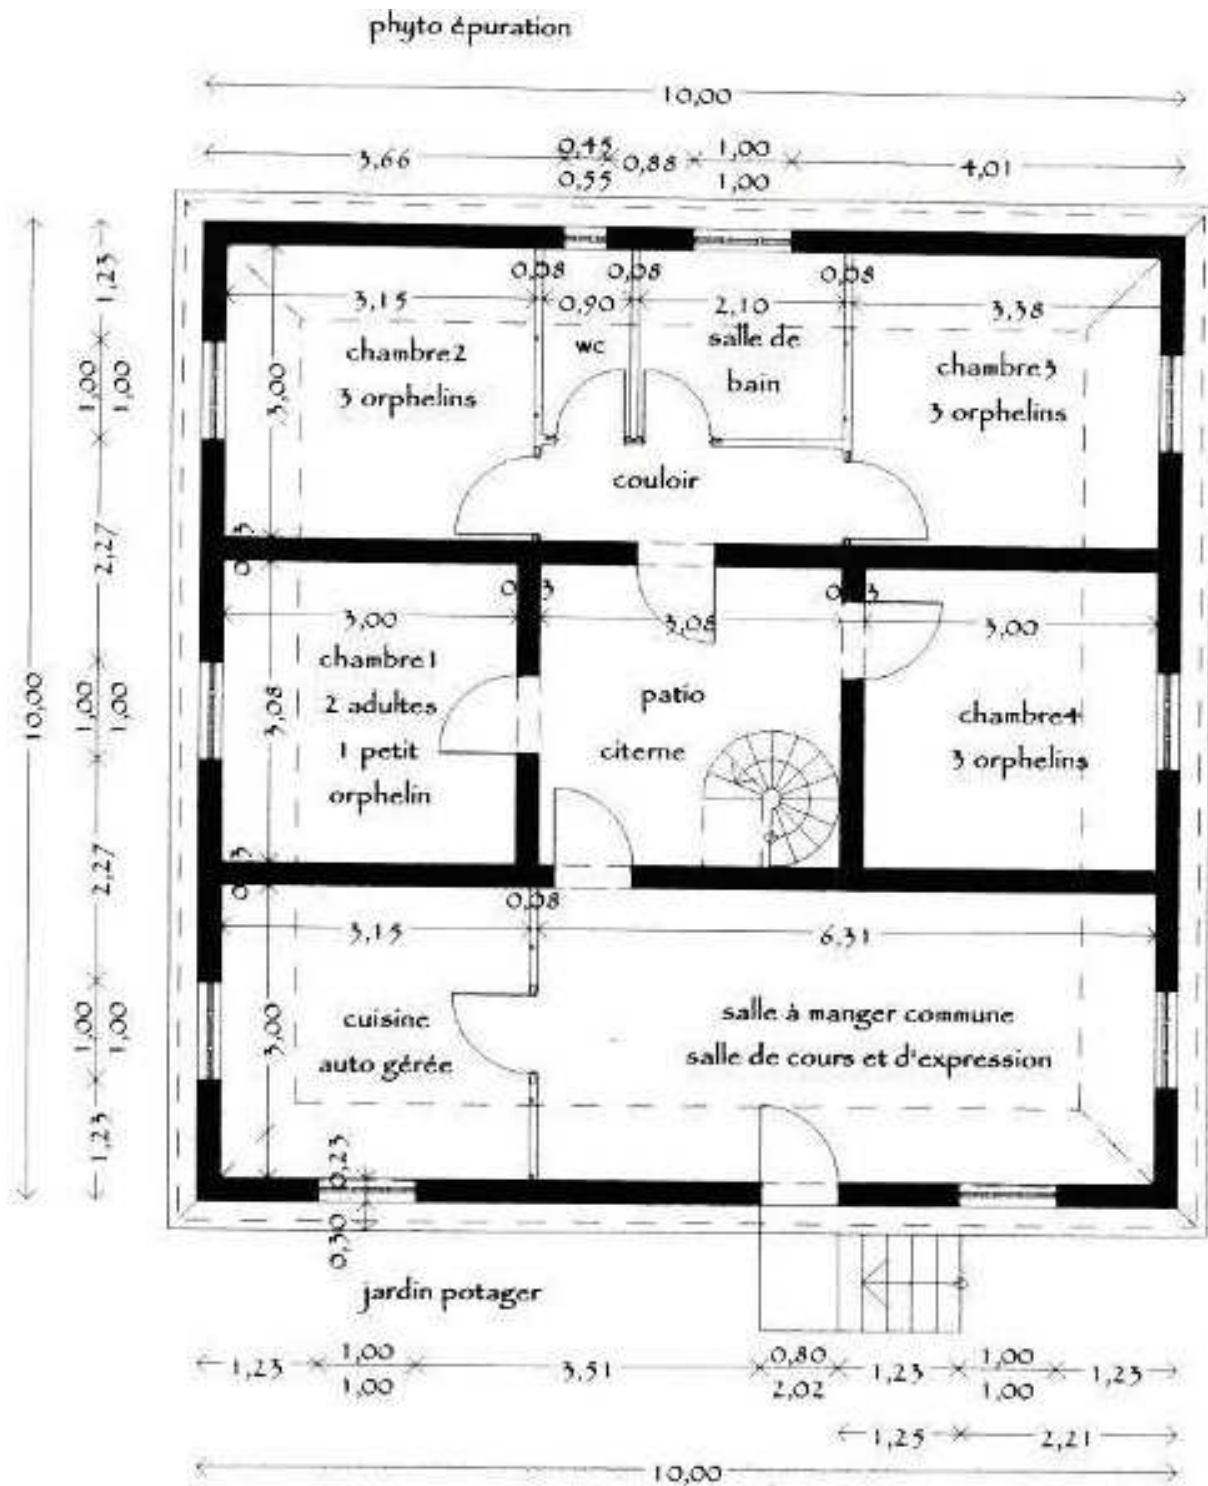 phyto épuration
10,00
3,66
0,45
0,55
0,88
1,00
1,00
4,01
10,00
1,23
1,00
1,00
2,27
1,00
1,00
2,27
1,00
1,00
1,23
0,08
0,08
0,08
3,15
0,90
2,10
3,38
3,00
chambre2
3 orphelins
wc
salle de
bain
chambre3
3 orphelins
couloir
3,00
3,08
3,00
3,08
chambre1
2 adultes
1 petit
orphelin
patio
citerne
chambre4
3 orphelins
0,08
3,15
6,31
3,00
cuisine
auto gérée
salle à manger commune
salle de cours et d'expression
0,23
0,30
jardin potager
1,23
1,00
1,00
3,51
0,80
2,02
1,23
1,00
1,00
1,23
1,25
2,21
10,00